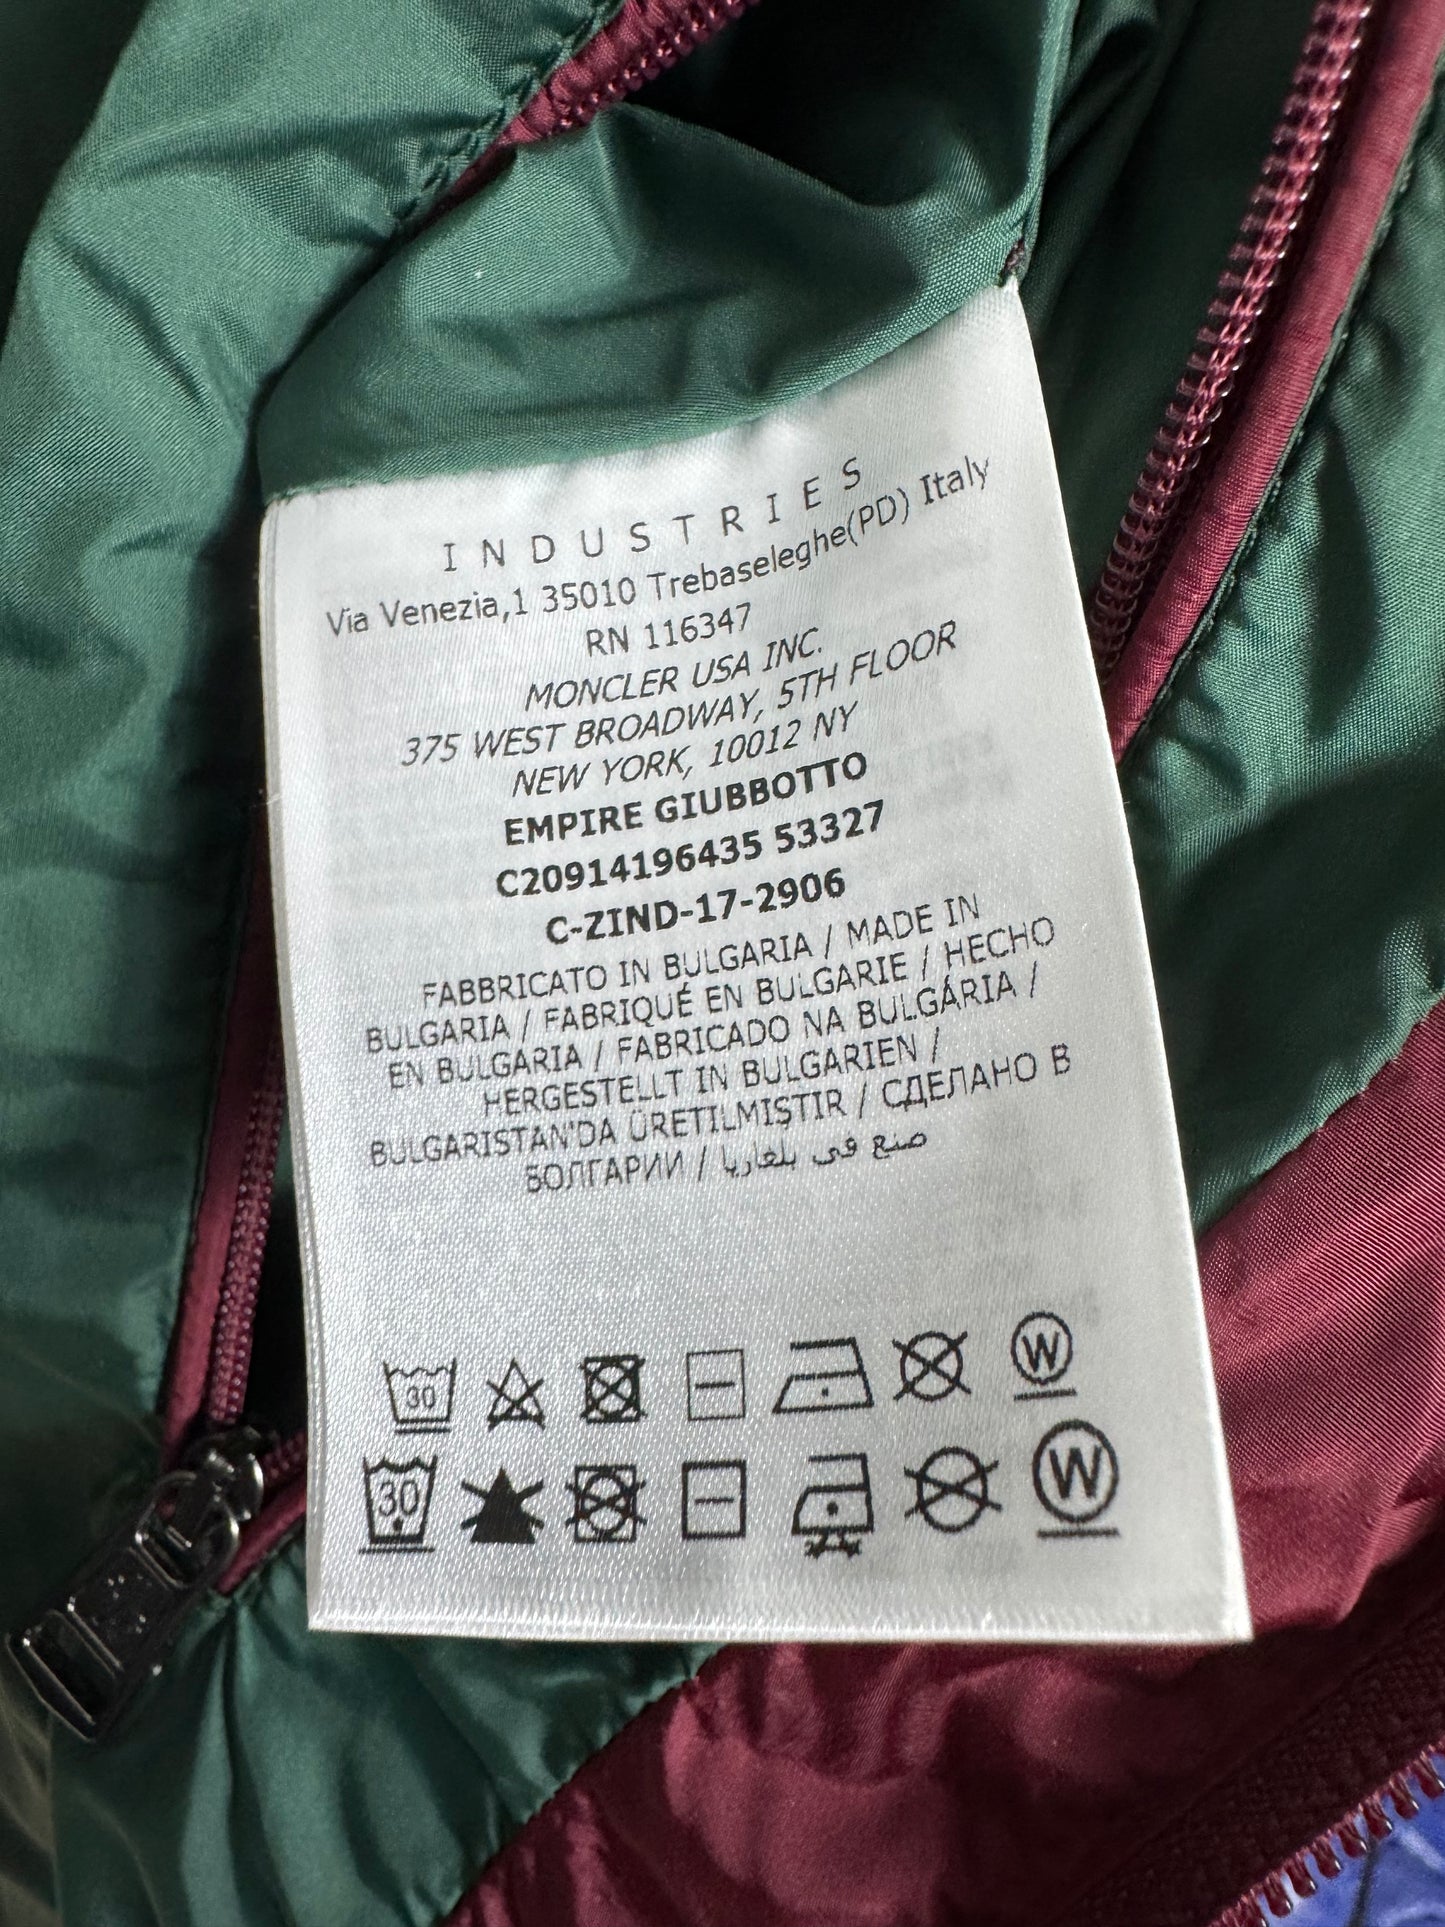 INDUSTRIES
Via Venezia,1 35010 Trebaseleghe(PD) Italy
RN 116347
MONCLER USA INC.
375 WEST BROADWAY, 5TH FLOOR
NEW YORK, 10012 NY
EMPIRE GIUBBOTTO
C20914196435 53327
C-ZIND-17-2906
FABBRICATO IN BULGARIA / MADE IN
BULGARIA / FABRIQUÉ EN BULGARIE / HECHO
EN BULGARIA / FABRICADO NA BULGÁRIA /
HERGESTELLT IN BULGARIEN /
BULGARISTAN'DA ÜRETILMIŞTIR / СДЕЛАНО В
БОЛГАРИИ / صنع في بلغاريا
30 W
30 W